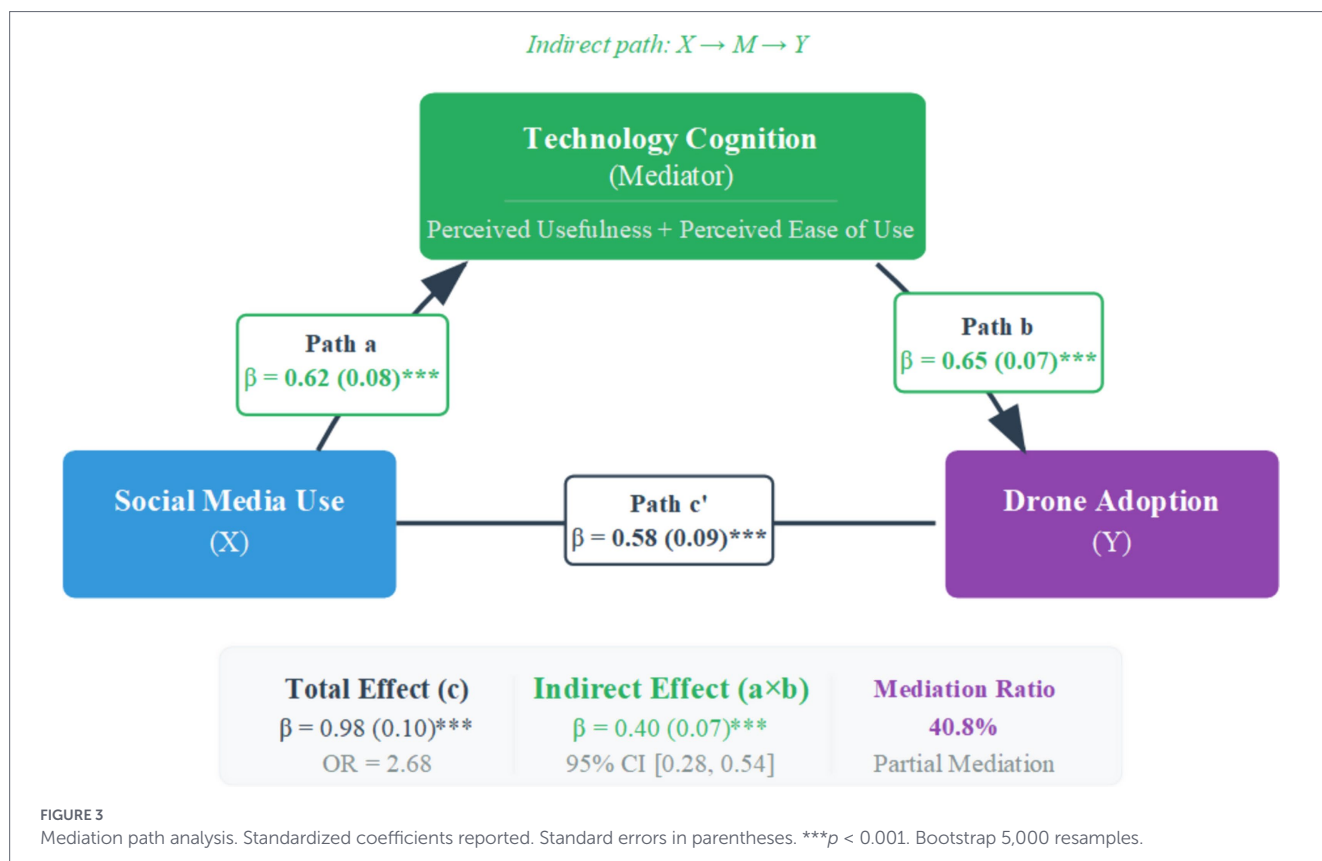 Indirect path: X → M → Y
Technology Cognition
(Mediator)
Perceived Usefulness + Perceived Ease of Use
Path a
β = 0.62 (0.08)***
Path b
β = 0.65 (0.07)***
Social Media Use
(X)
Path c'
β = 0.58 (0.09)***
Drone Adoption
(Y)
Total Effect (c)
β = 0.98 (0.10)***
OR = 2.68
Indirect Effect (a×b)
β = 0.40 (0.07)***
95% CI [0.28, 0.54]
Mediation Ratio
40.8%
Partial Mediation
FIGURE 3
Mediation path analysis. Standardized coefficients reported. Standard errors in parentheses. ***p < 0.001. Bootstrap 5,000 resamples.